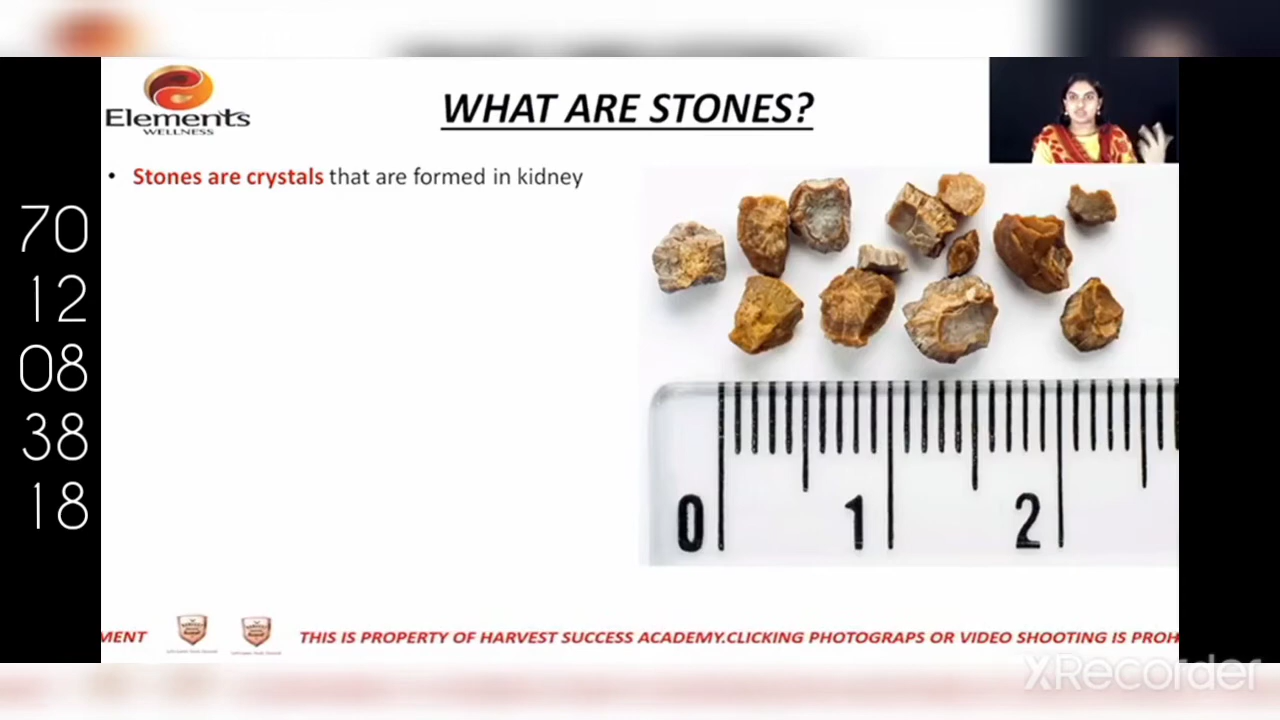 Elements
WELLNESS
WHAT ARE STONES?
• Stones are crystals that are formed in kidney
70
12
08
38
18
0 1 2
MENT
THIS IS PROPERTY OF HARVEST SUCCESS ACADEMY.CLICKING PHOTOGRAPS OR VIDEO SHOOTING IS PROH
XRecorder